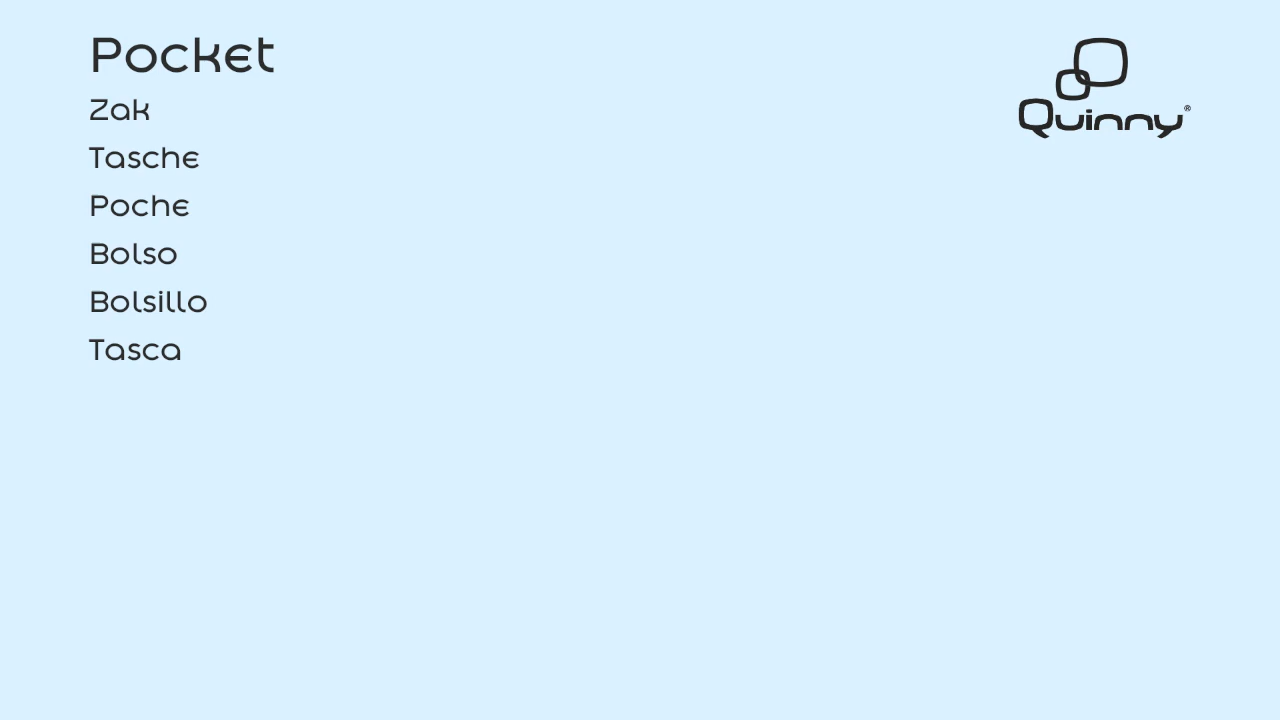 Pocket
Zak
Tasche
Poche
Bolso
Bolsillo
Tasca
Quinny®